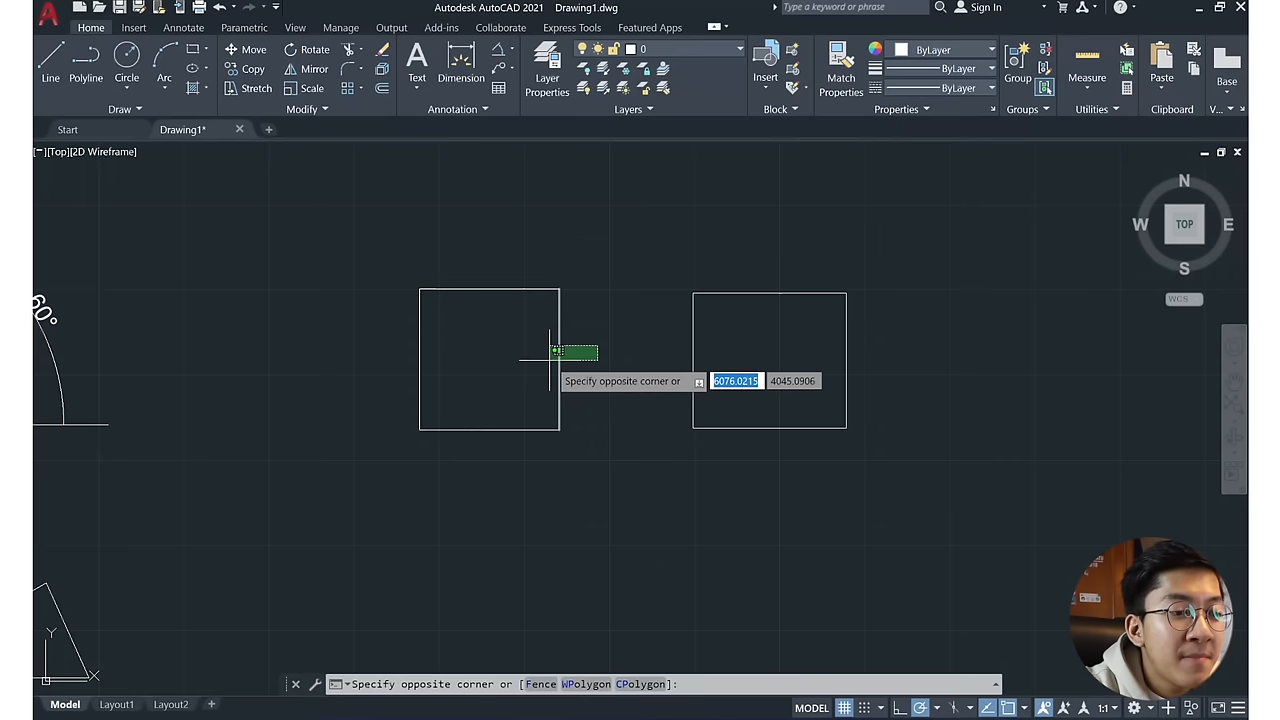 Autodesk AutoCAD 2021 Drawing1.dwg
Type a keyword or phrase
Sign In
Home Insert Annotate Parametric View Manage Output Add-ins Collaborate Express Tools Featured Apps
Line
Polyline
Circle
Arc
Move
Copy
Stretch
Rotate
Mirror
Scale
Text
Dimension
Layer
Properties
0
Insert
Match
Properties
ByLayer
ByLayer
ByLayer
Group
Measure
Paste
Base
Draw Modify Annotation Layers Block Properties Groups Utilities Clipboard V...
Start Drawing1*
[−][Top][2D Wireframe]
N
W TOP E
S
WCS
60°
Specify opposite corner or 6076.0215 4045.0906
Y
X
Specify opposite corner or [Fence WPolygon CPolygon]:
Model Layout1 Layout2
MODEL 1:1